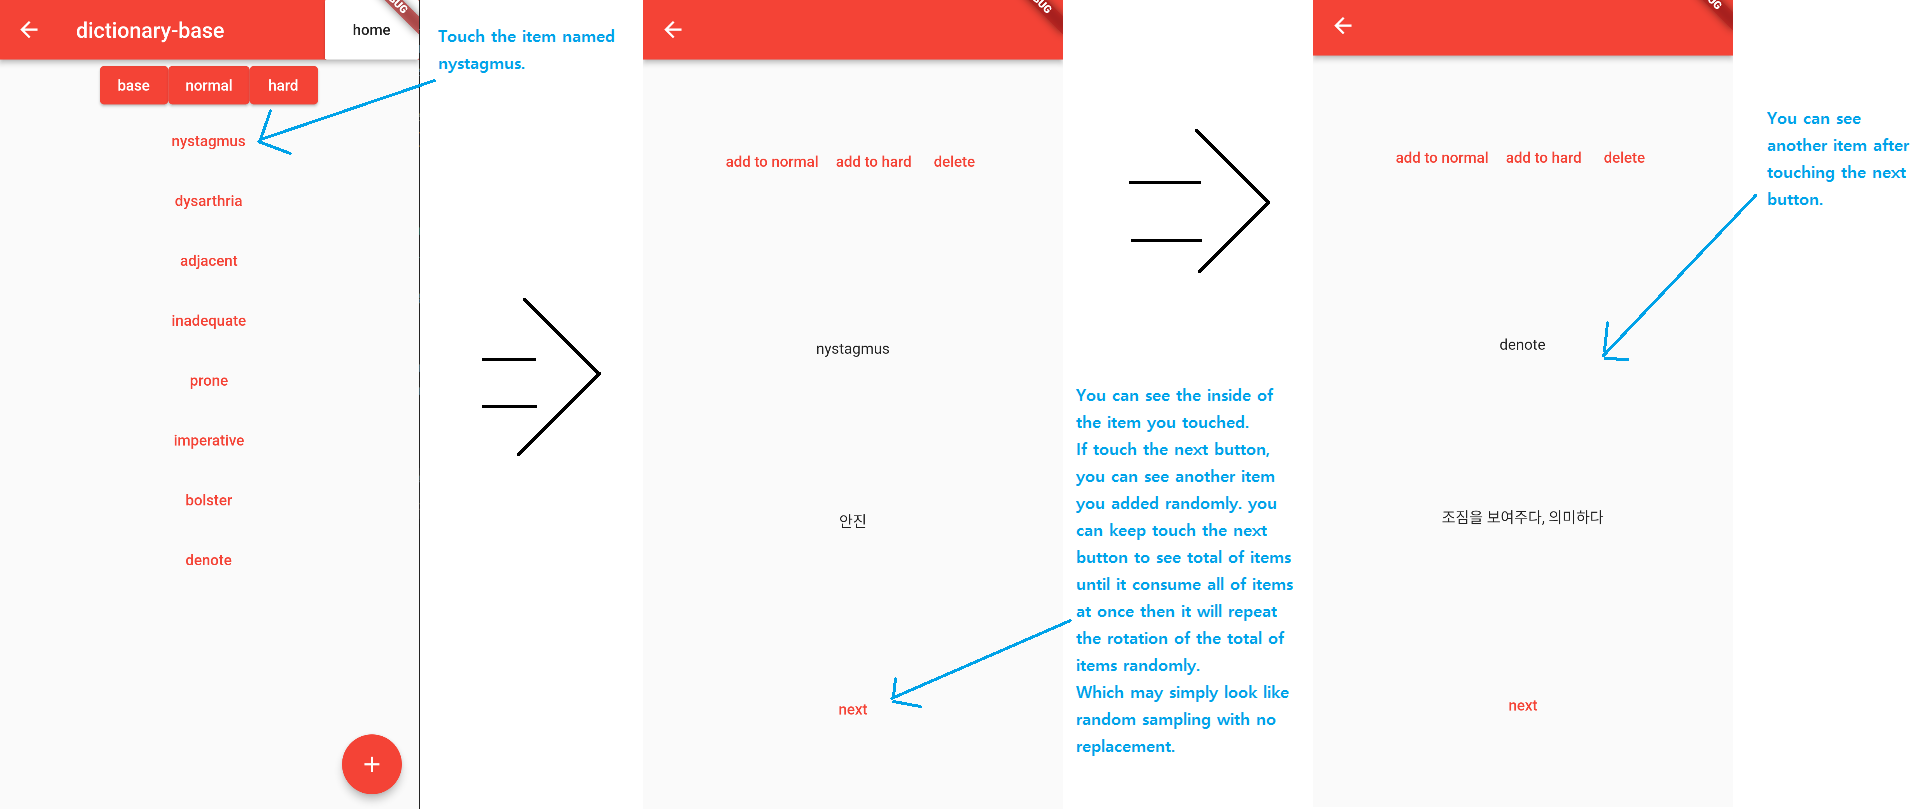 dictionary-base
home
base normal hard
nystagmus
dysarthria
adjacent
inadequate
prone
imperative
bolster
denote
+
Touch the item named
nystagmus.
add to normal add to hard delete
nystagmus
안진
next
You can see the inside of
the item you touched.
If touch the next button,
you can see another item
you added randomly. you
can keep touch the next
button to see total of items
until it consume all of items
at once then it will repeat
the rotation of the total of
items randomly.
Which may simply look like
random sampling with no
replacement.
add to normal add to hard delete
denote
조짐을 보여주다, 의미하다
next
You can see
another item after
touching the next
button.